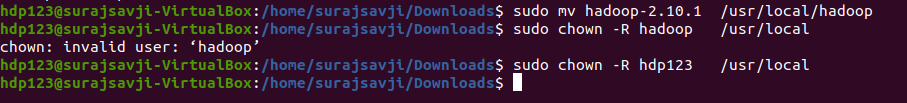 hdp123@surajsavji-VirtualBox:/home/surajsavji/Downloads$ sudo mv hadoop-2.10.1  /usr/local/hadoop
hdp123@surajsavji-VirtualBox:/home/surajsavji/Downloads$ sudo chown -R hadoop   /usr/local
chown: invalid user: ‘hadoop’
hdp123@surajsavji-VirtualBox:/home/surajsavji/Downloads$ sudo chown -R hdp123   /usr/local
hdp123@surajsavji-VirtualBox:/home/surajsavji/Downloads$